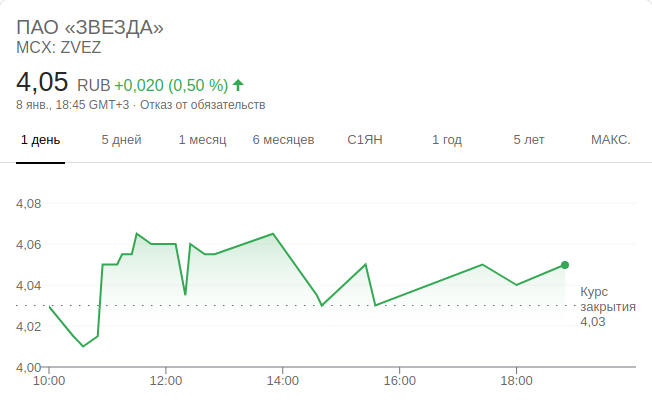 ПАО «ЗВЕЗДА»
MCX: ZVEZ
4,05 RUB +0,020 (0,50 %)
8 янв., 18:45 GMT+3 · Отказ от обязательств
1 день 5 дней 1 месяц 6 месяцев С1ЯН 1 год 5 лет МАКС.
4,08
4,06
4,04
4,02
4,00
Курс
закрытия
4,03
10:00 12:00 14:00 16:00 18:00